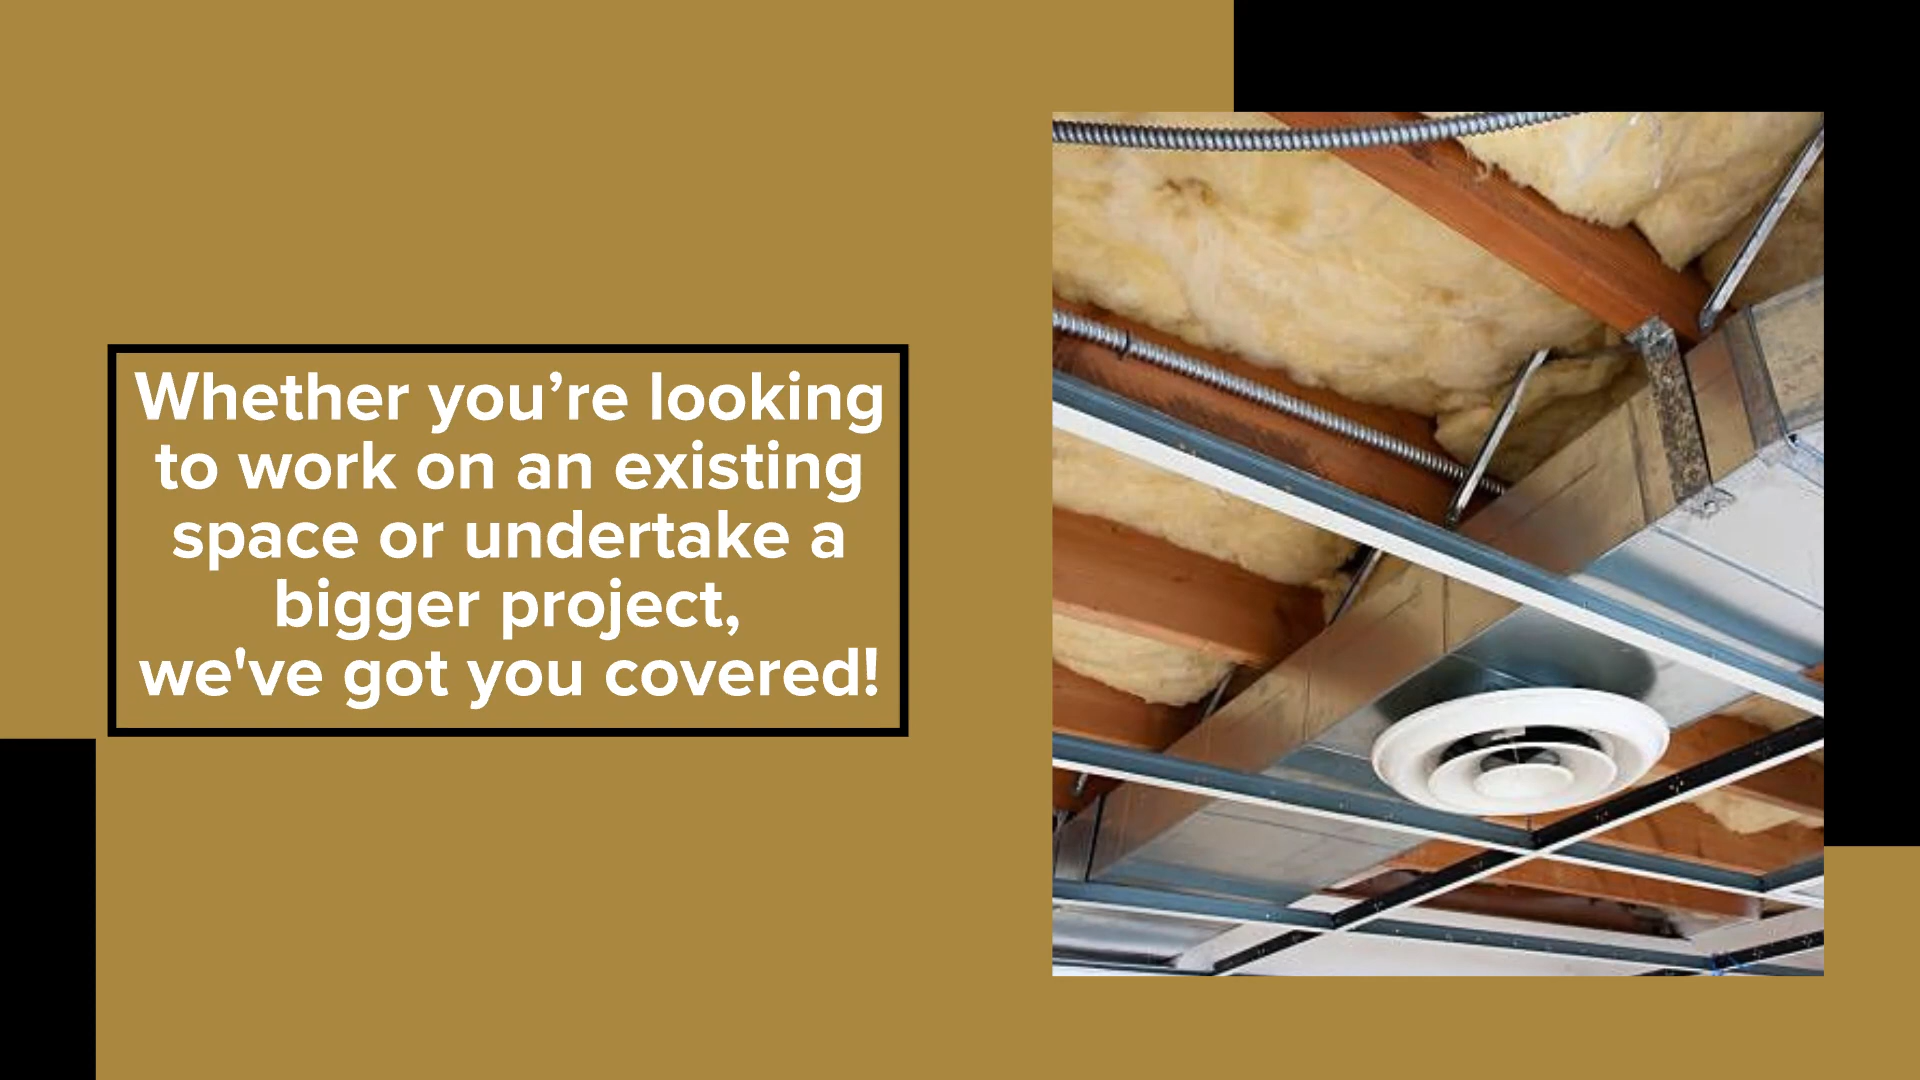 Whether you’re looking
to work on an existing
space or undertake a
bigger project,
we've got you covered!